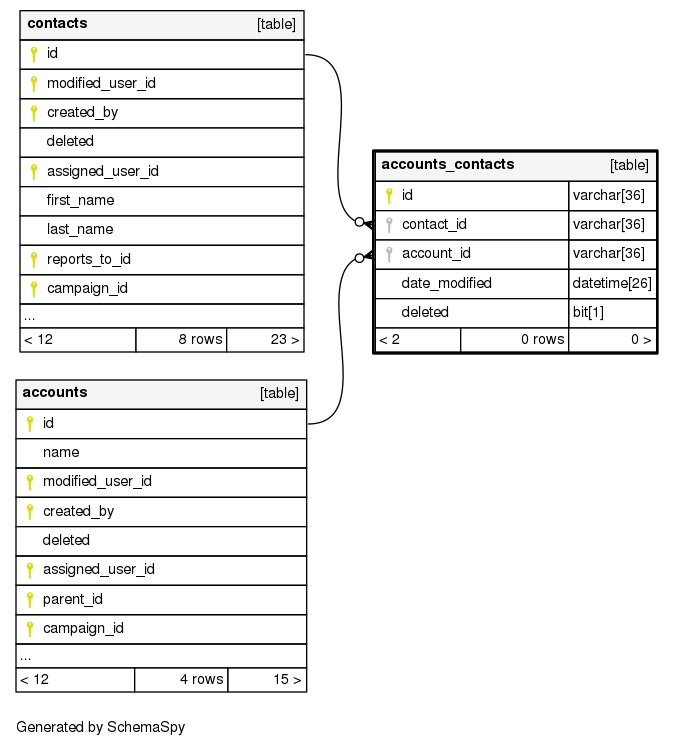 contacts [table]
id
modified_user_id
created_by
deleted
assigned_user_id
first_name
last_name
reports_to_id
campaign_id
...
< 12 8 rows 23 >
accounts_contacts [table]
id varchar[36]
contact_id varchar[36]
account_id varchar[36]
date_modified datetime[26]
deleted bit[1]
< 2 0 rows 0 >
accounts [table]
id
name
modified_user_id
created_by
deleted
assigned_user_id
parent_id
campaign_id
...
< 12 4 rows 15 >
Generated by SchemaSpy